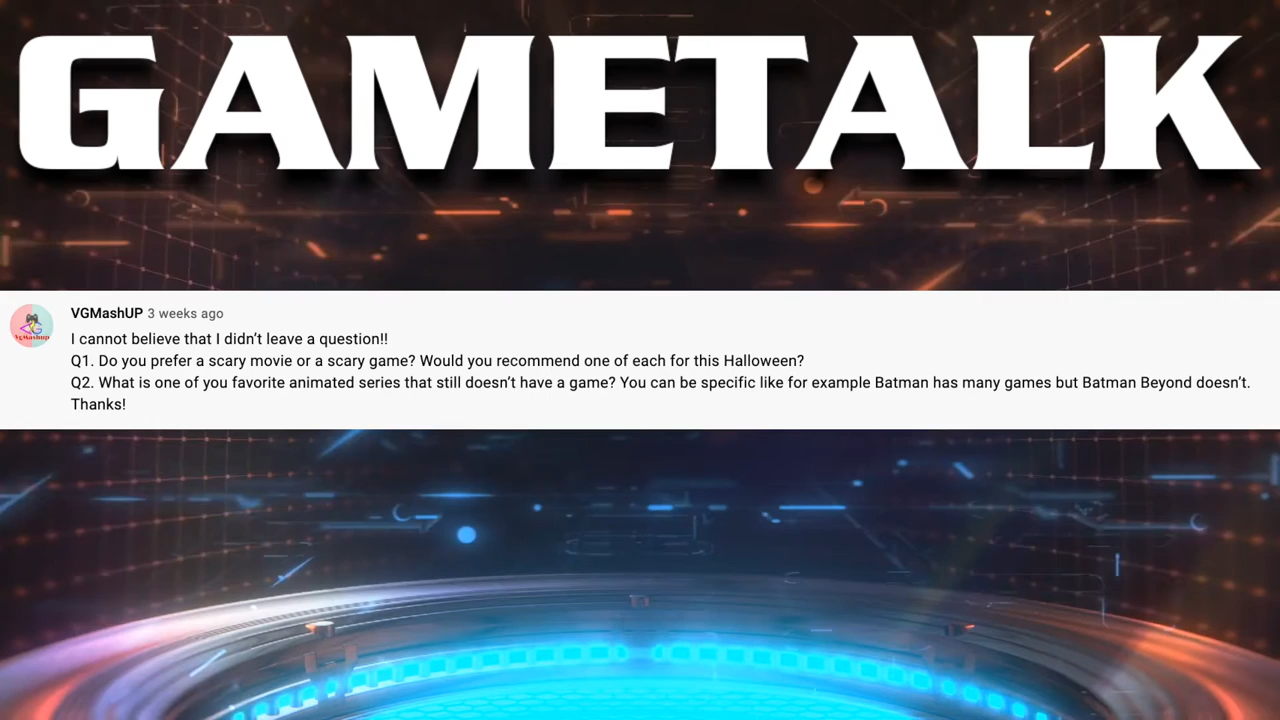 GAMETALK
VGMashUP 3 weeks ago
I cannot believe that I didn’t leave a question!!
Q1. Do you prefer a scary movie or a scary game? Would you recommend one of each for this Halloween?
Q2. What is one of you favorite animated series that still doesn’t have a game? You can be specific like for example Batman has many games but Batman Beyond doesn’t.
Thanks!
VGMashup